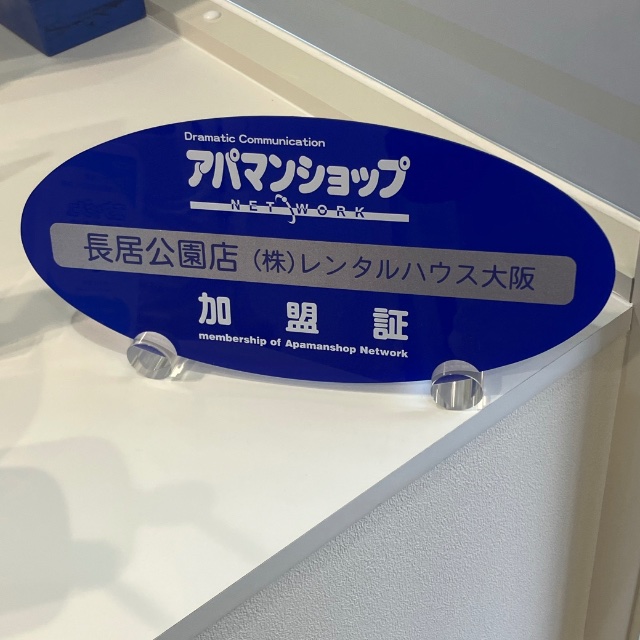 Dramatic Communication
アパマンショップ
NETWORK
長居公園店 (株)レンタルハウス大阪
加盟証
membership of Apamanshop Network